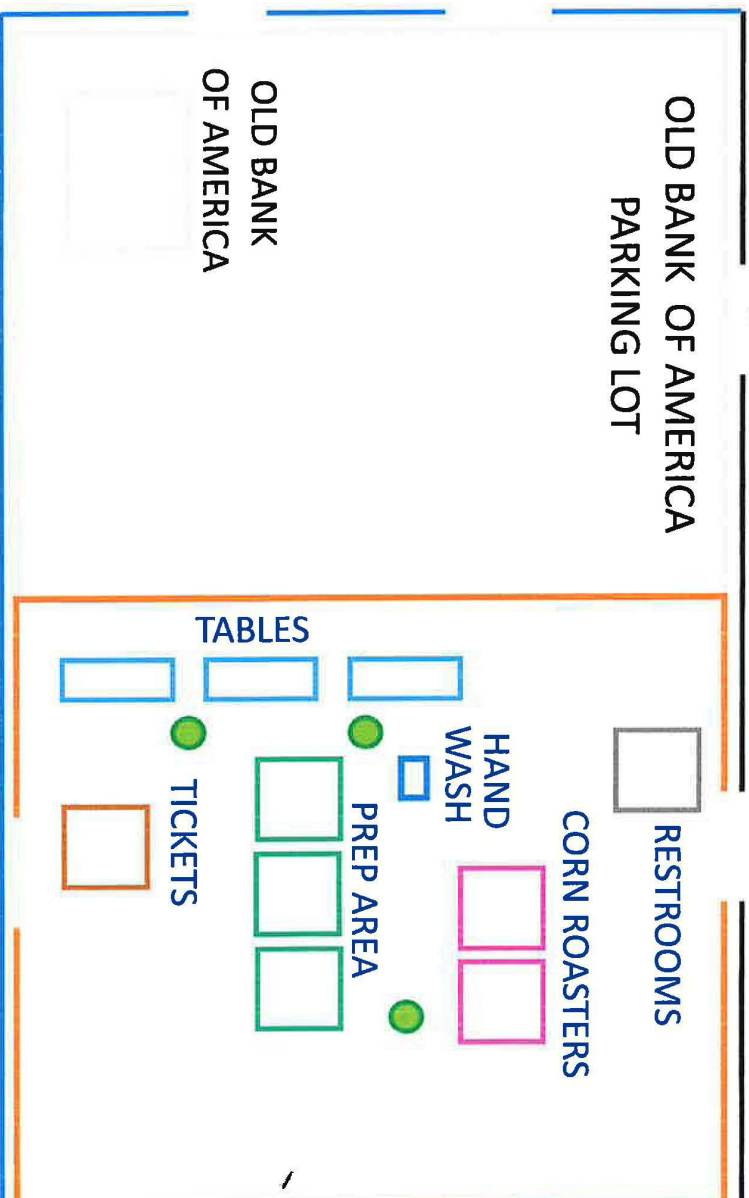 OLD BANK OF AMERICA
PARKING LOT
OLD BANK
OF AMERICA
RESTROOMS
CORN ROASTERS
HAND
WASH
PREP AREA
TICKETS
TABLES